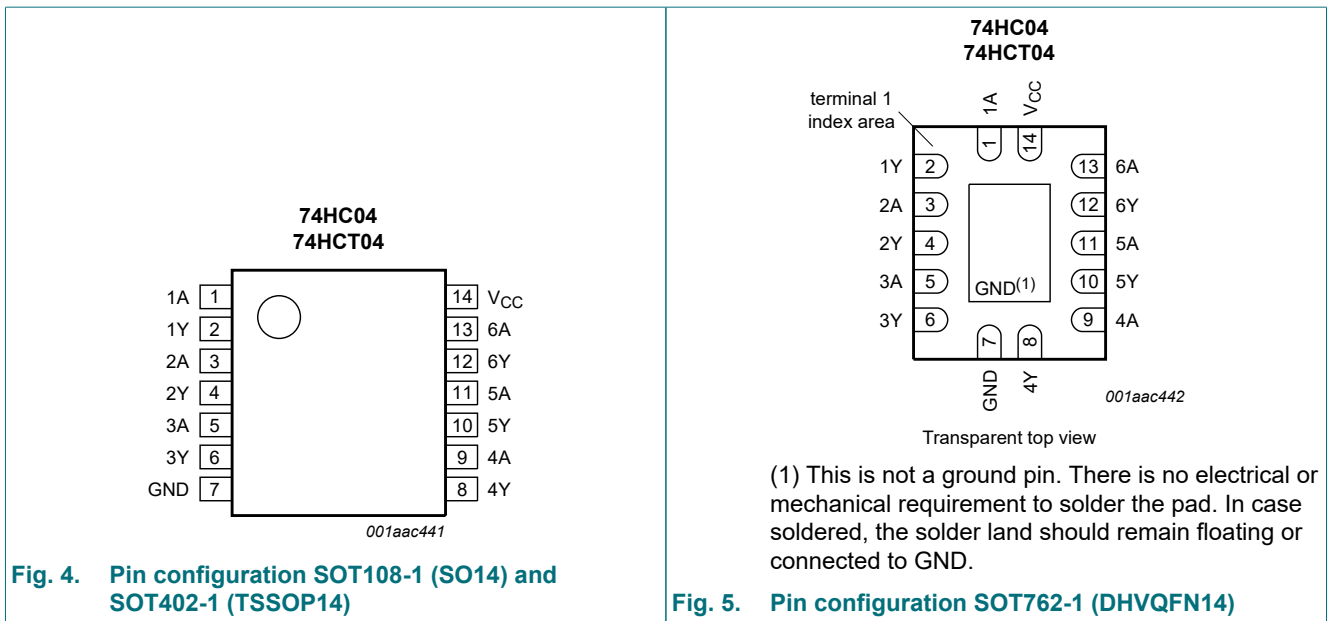 74HC04
74HCT04
1A 1
1Y 2
2A 3
2Y 4
3A 5
3Y 6
GND 7
14 VCC
13 6A
12 6Y
11 5A
10 5Y
9 4A
8 4Y
001aac441
Fig. 4. Pin configuration SOT108-1 (SO14) and
SOT402-1 (TSSOP14)
74HC04
74HCT04
terminal 1
index area
1A
VCC
1
14
1Y 2
2A 3
2Y 4
3A 5
3Y 6
13 6A
12 6Y
11 5A
10 5Y
9 4A
GND(1)
7
8
GND
4Y
001aac442
Transparent top view
(1) This is not a ground pin. There is no electrical or
mechanical requirement to solder the pad. In case
soldered, the solder land should remain floating or
connected to GND.
Fig. 5. Pin configuration SOT762-1 (DHVQFN14)